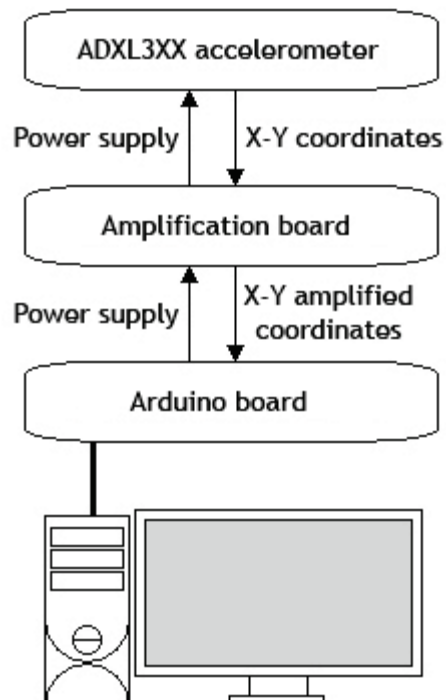 ADXL3XX accelerometer
Power supply
X-Y coordinates
Amplification board
Power supply
X-Y amplified
coordinates
Arduino board